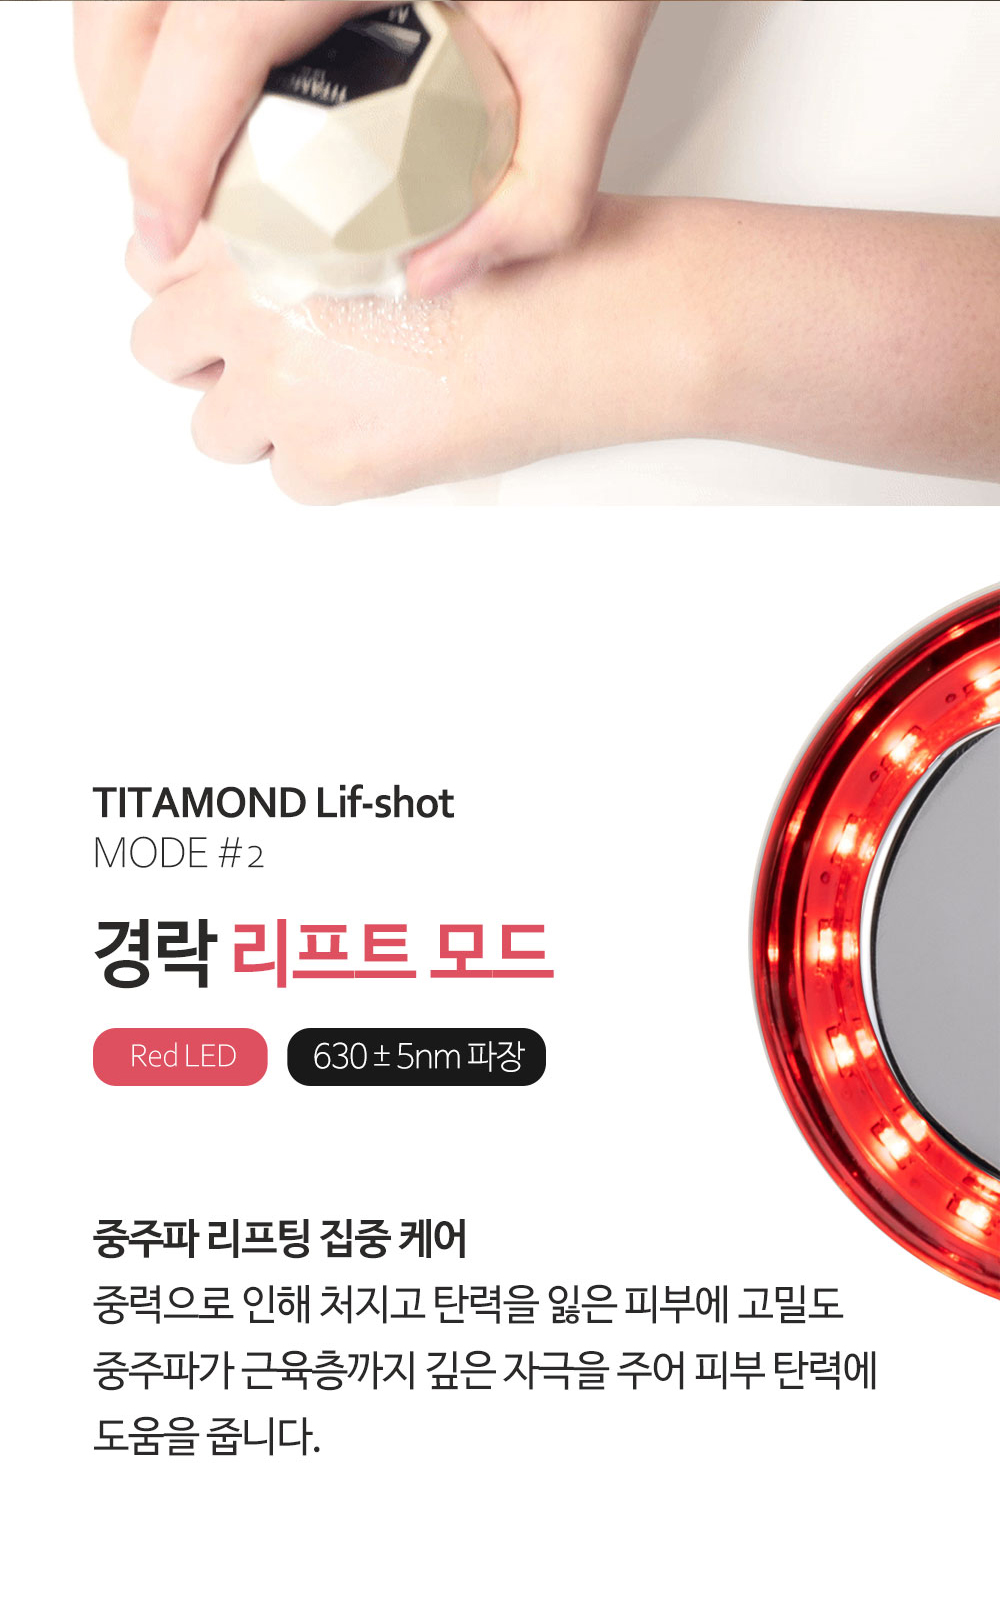 TITAMOND Lif-shot
MODE #2
경락 리프트 모드
Red LED
630±5nm 파장
중주파 리프팅 집중 케어
중력으로 인해 처지고 탄력을 잃은 피부에 고밀도
중주파가 근육층까지 깊은 자극을 주어 피부 탄력에
도움을 줍니다.